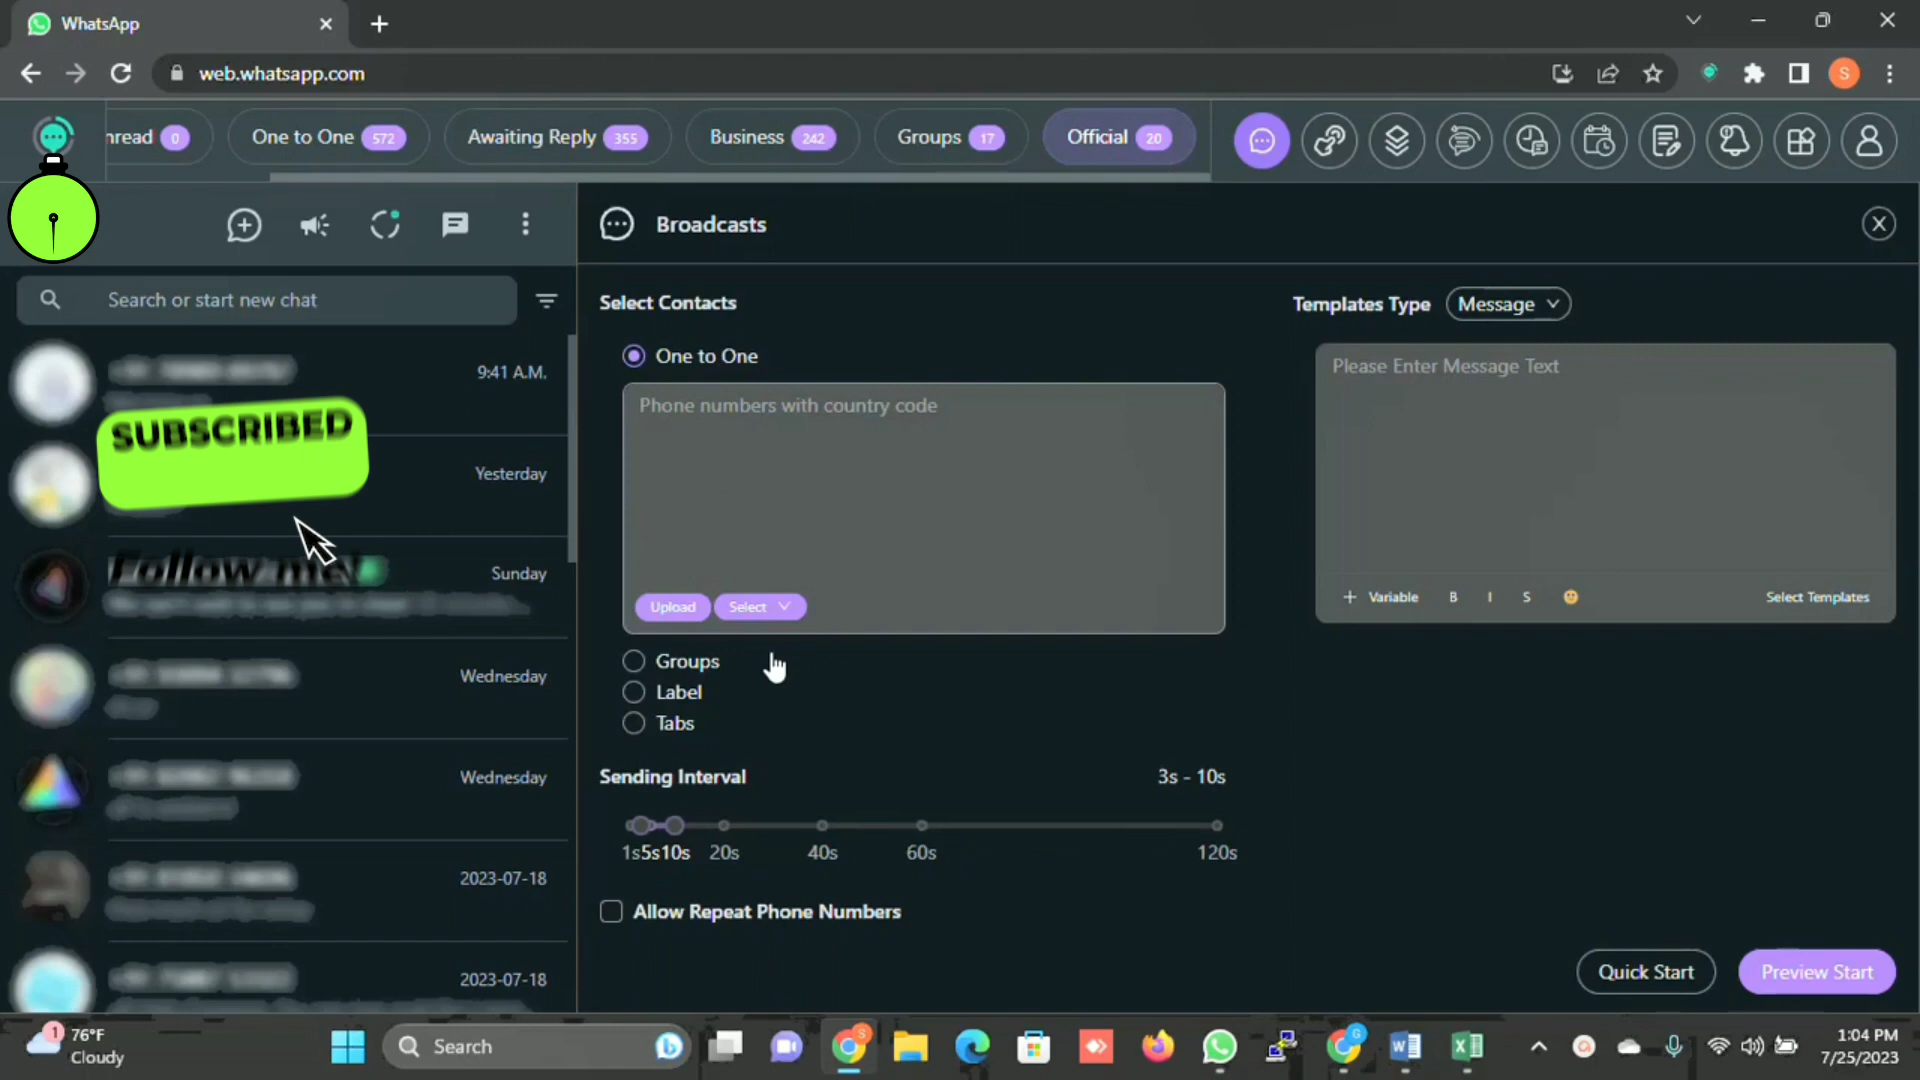 WhatsApp
web.whatsapp.com
nread 0
One to One 572
Awaiting Reply 355
Business 242
Groups 17
Official 20
Broadcasts
Search or start new chat
9:41 A.M.
SUBSCRIBED
Yesterday
Follow me!
Sunday
Wednesday
Wednesday
2023-07-18
2023-07-18
Select Contacts
One to One
Phone numbers with country code
Upload
Select
Groups
Label
Tabs
Sending Interval
3s - 10s
1s5s10s 20s 40s 60s 120s
Allow Repeat Phone Numbers
Templates Type
Message
Please Enter Message Text
+ Variable B I S
Select Templates
Quick Start
Preview Start
1
76°F
Cloudy
Search
1:04 PM
7/25/2023